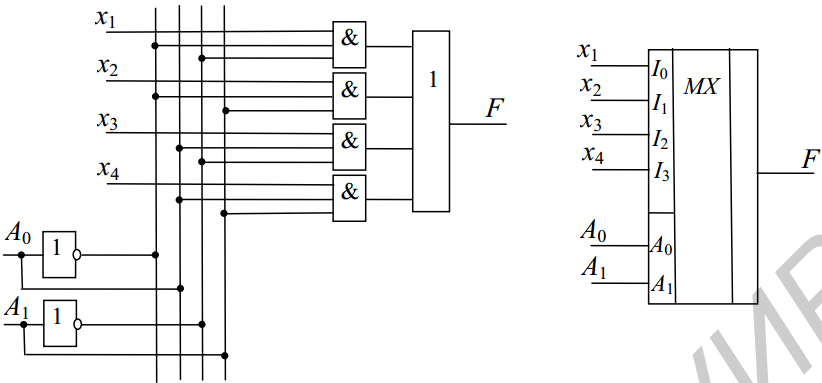 x₁
&
x₂
&
1
F
x₃
&
x₄
&
A₀
1
A₁
1
x₁
I₀
MX
x₂
I₁
x₃
I₂
x₄
I₃
F
A₀
A₀
A₁
A₁